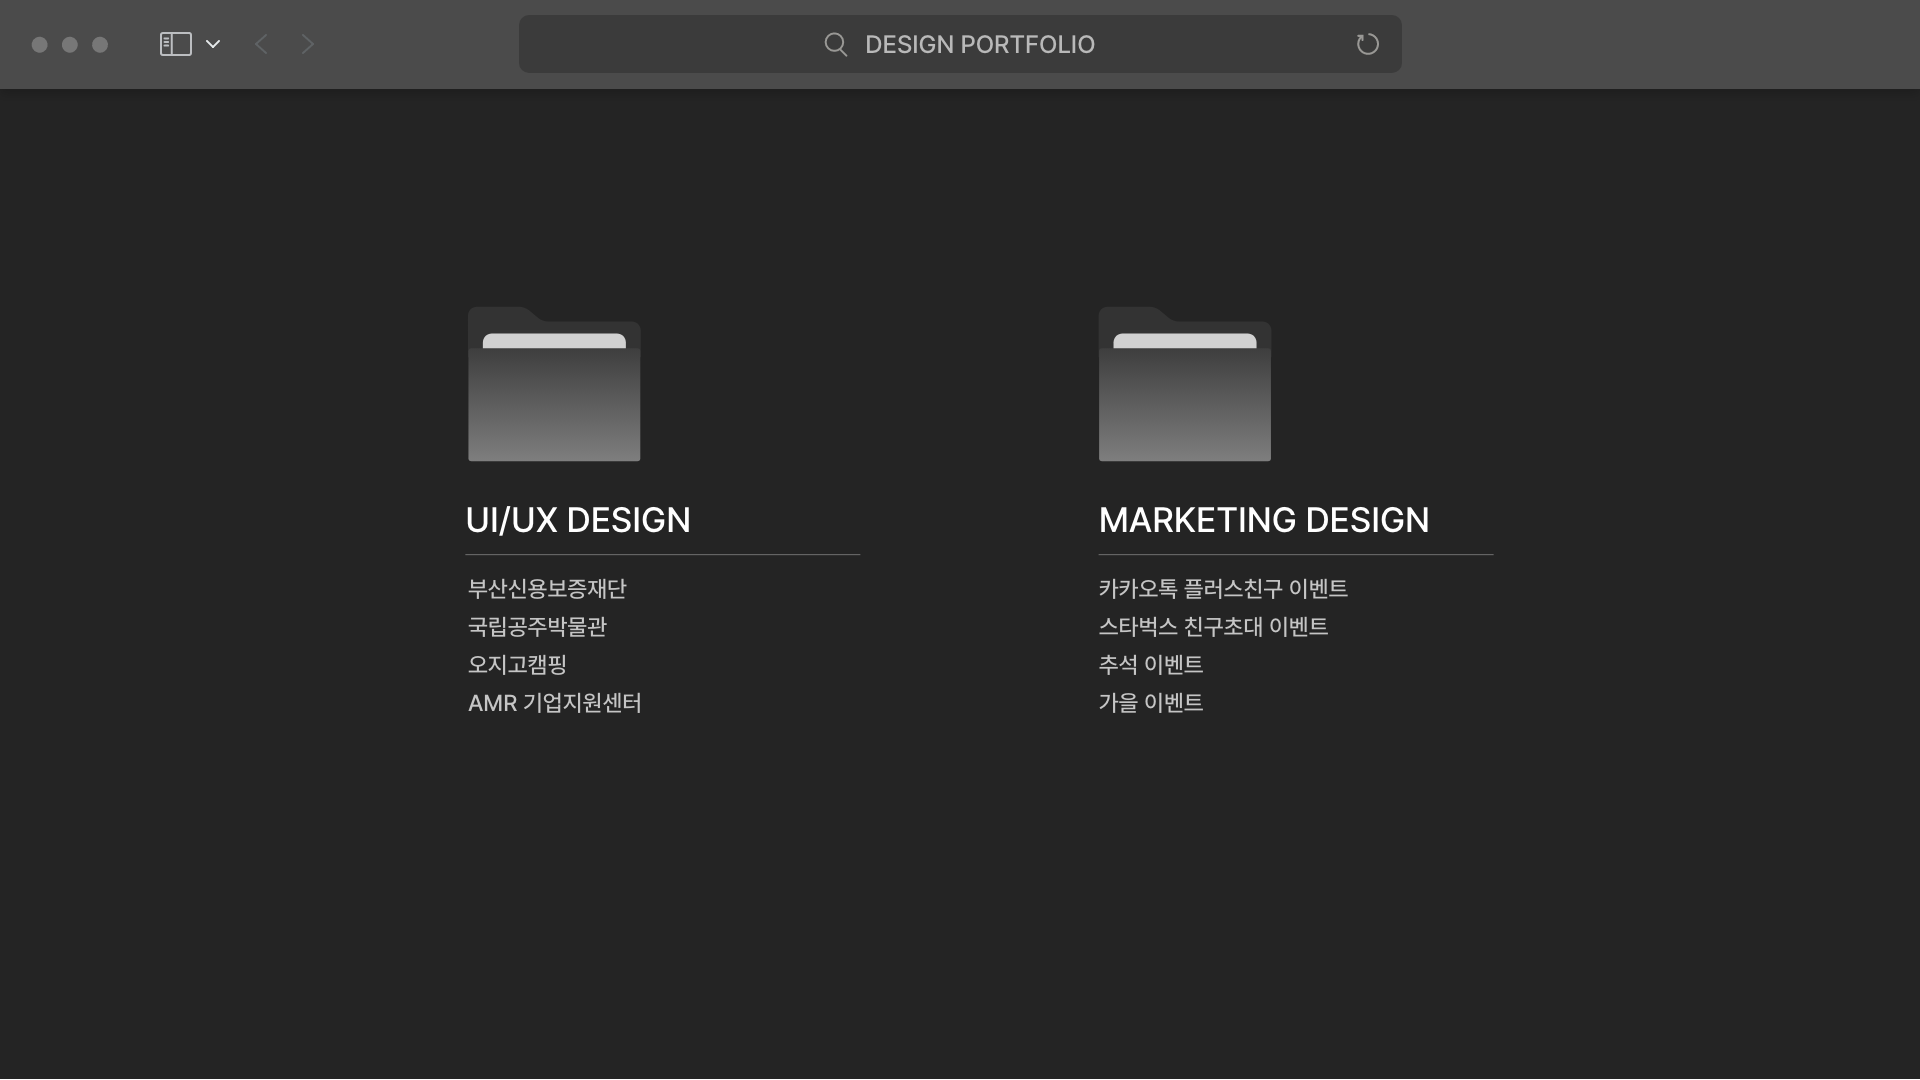 DESIGN PORTFOLIO
UI/UX DESIGN
부산신용보증재단
국립공주박물관
오지고캠핑
AMR 기업지원센터
MARKETING DESIGN
카카오톡 플러스친구 이벤트
스타벅스 친구초대 이벤트
추석 이벤트
가을 이벤트